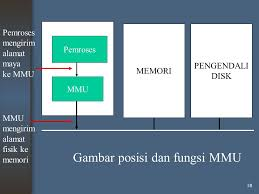 Pemroses
mengirim
alamat
maya
ke MMU
Pemroses
MMU
MEMORI
PENGENDALI
DISK
MMU
mengirim
alamat
fisik ke
memori
Gambar posisi dan fungsi MMU